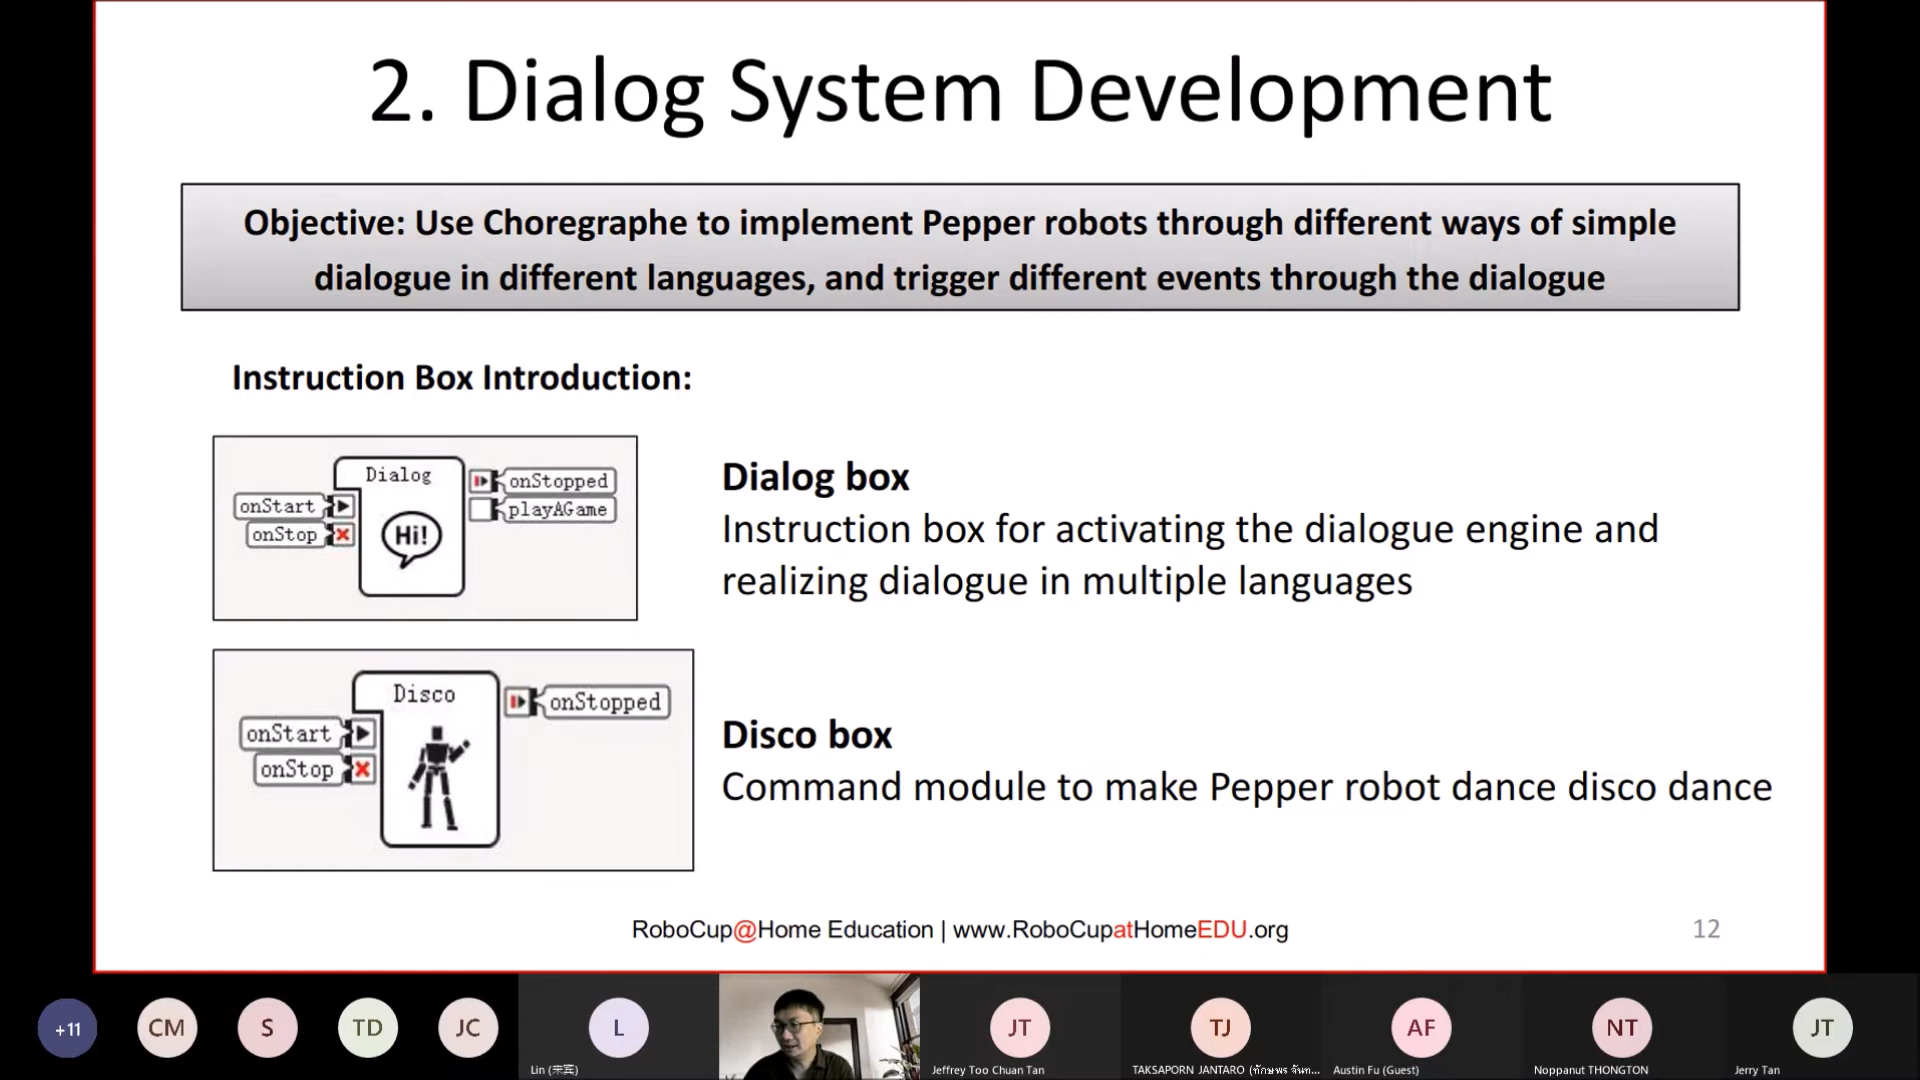 2. Dialog System Development
Objective: Use Choregraphe to implement Pepper robots through different ways of simple
dialogue in different languages, and trigger different events through the dialogue
Instruction Box Introduction:
Dialog
onStart
onStop
Hi!
onStopped
playAGame
Dialog box
Instruction box for activating the dialogue engine and
realizing dialogue in multiple languages
Disco
onStart
onStop
onStopped
Disco box
Command module to make Pepper robot dance disco dance
RoboCup@Home Education | www.RoboCupatHomeEDU.org
12
+11
CM
S
TD
JC
L
JT
TJ
AF
NT
JT
Lin
Jeffrey Too Chuan Tan
TAKSAPORN JANTARO
Austin Fu (Guest)
Noppanut THONGTON
Jerry Tan